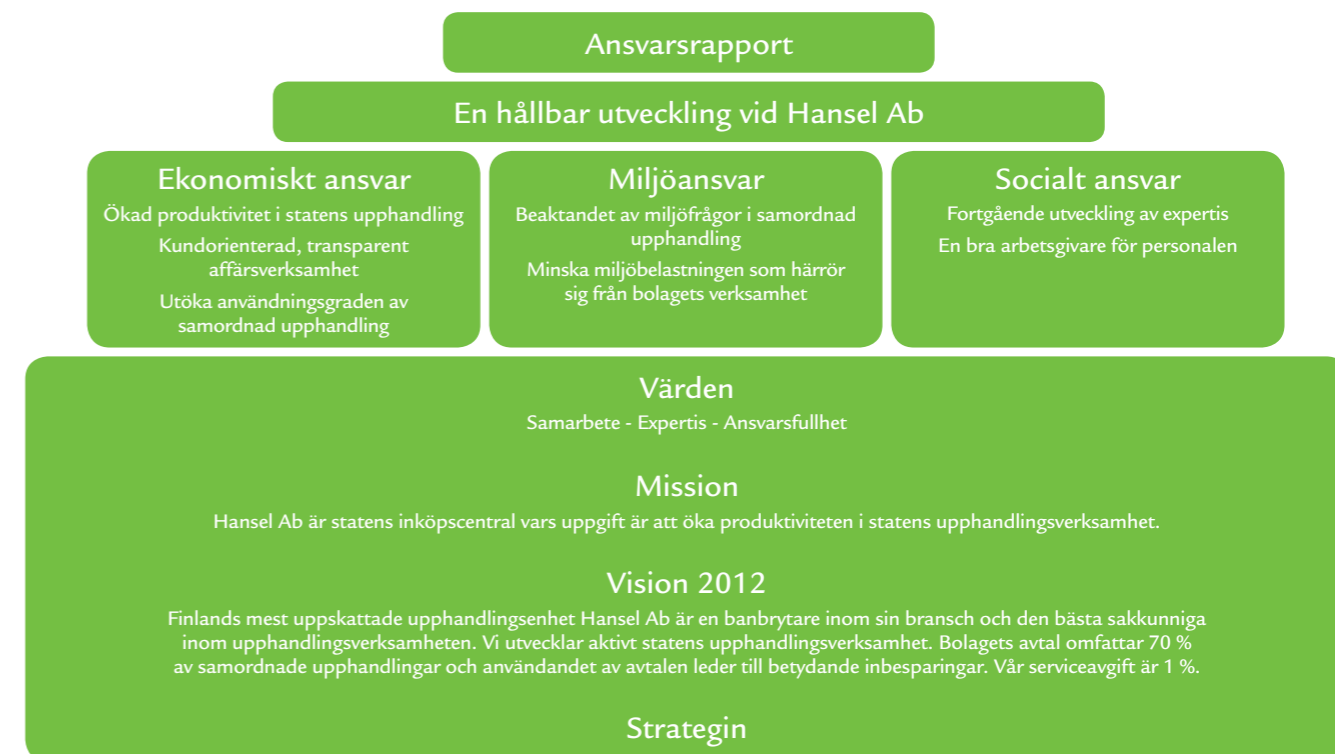 Ansvarsrapport
En hållbar utveckling vid Hansel Ab
Ekonomiskt ansvar
Ökad produktivitet i statens upphandling
Kundorienterad, transparent
affärsverksamhet
Utöka användningsgraden av
samordnad upphandling
Miljöansvar
Beaktandet av miljöfrågor i samordnad
upphandling
Minska miljöbelastningen som härrör
sig från bolagets verksamhet
Socialt ansvar
Fortgående utveckling av expertis
En bra arbetsgivare för personalen
Värden
Samarbete - Expertis - Ansvarsfullhet
Mission
Hansel Ab är statens inköpscentral vars uppgift är att öka produktiviteten i statens upphandlingsverksamhet.
Vision 2012
Finlands mest uppskattade upphandlingsenhet Hansel Ab är en banbrytare inom sin bransch och den bästa sakkunniga
inom upphandlingsverksamheten. Vi utvecklar aktivt statens upphandlingsverksamhet. Bolagets avtal omfattar 70 %
av samordnade upphandlingar och användandet av avtalen leder till betydande inbesparingar. Vår serviceavgift är 1 %.
Strategin